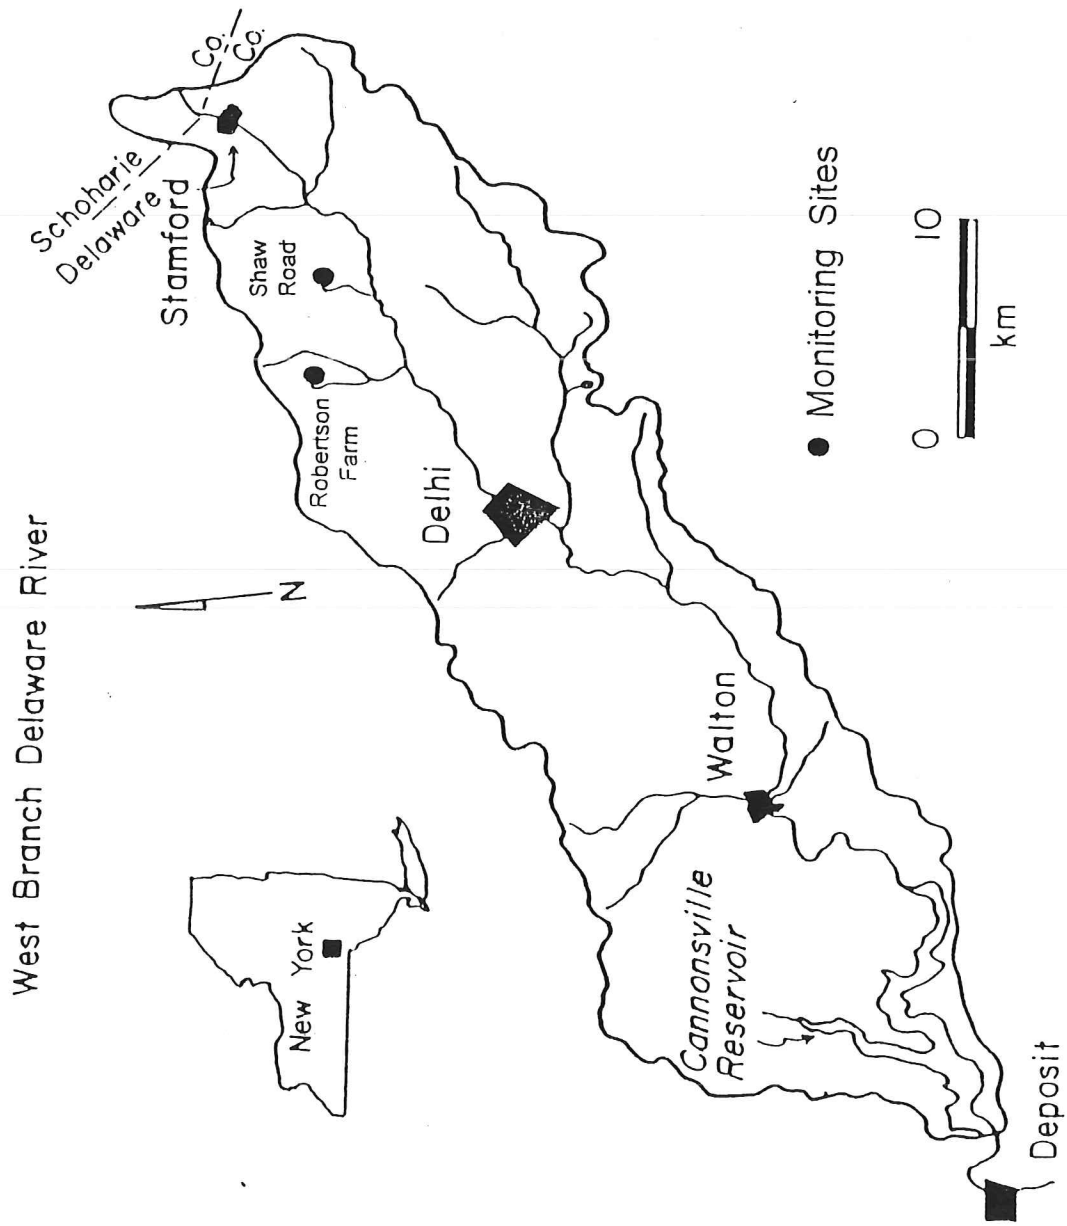 West Branch Delaware River
New York
N
Schoharie Co.
Delaware Co.
Stamford
Shaw
Road
Robertson
Farm
Delhi
Walton
Cannonsville
Reservoir
Deposit
Monitoring Sites
0 10
km